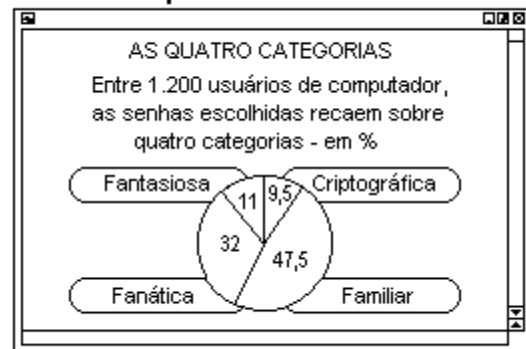 AS QUATRO CATEGORIAS
Entre 1.200 usuários de computador,
as senhas escolhidas recaem sobre
quatro categorias - em %
Fantasiosa
Criptográfica
11
9,5
32
47,5
Fanática
Familiar